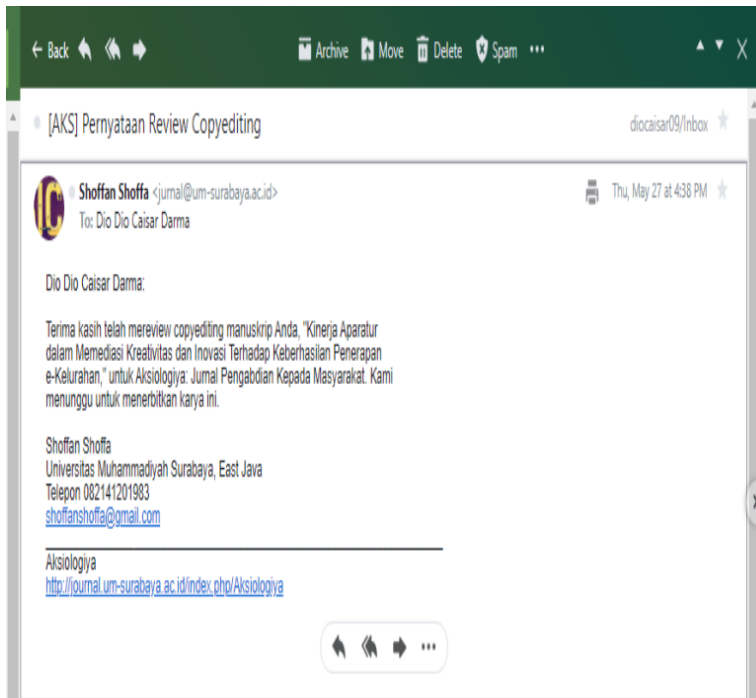 Back
Archive Move Delete Spam
[AKS] Pernyataan Review Copyediting
diocaisar09/Inbox
Shoffan Shoffa <jurnal@um-surabaya.ac.id>
Thu, May 27 at 4:38 PM
To: Dio Dio Caisar Darma
Dio Dio Caisar Darma:
Terima kasih telah mereview copyediting manuskrip Anda, "Kinerja Aparatur
dalam Memediasi Kreativitas dan Inovasi Terhadap Keberhasilan Penerapan
e-Kelurahan," untuk Aksiologiya: Jurnal Pengabdian Kepada Masyarakat. Kami
menunggu untuk menerbitkan karya ini.
Shoffan Shoffa
Universitas Muhammadiyah Surabaya, East Java
Telepon 082141201983
shoffanshoffa@gmail.com
Aksiologiya
http://journal.um-surabaya.ac.id/index.php/Aksiologiya